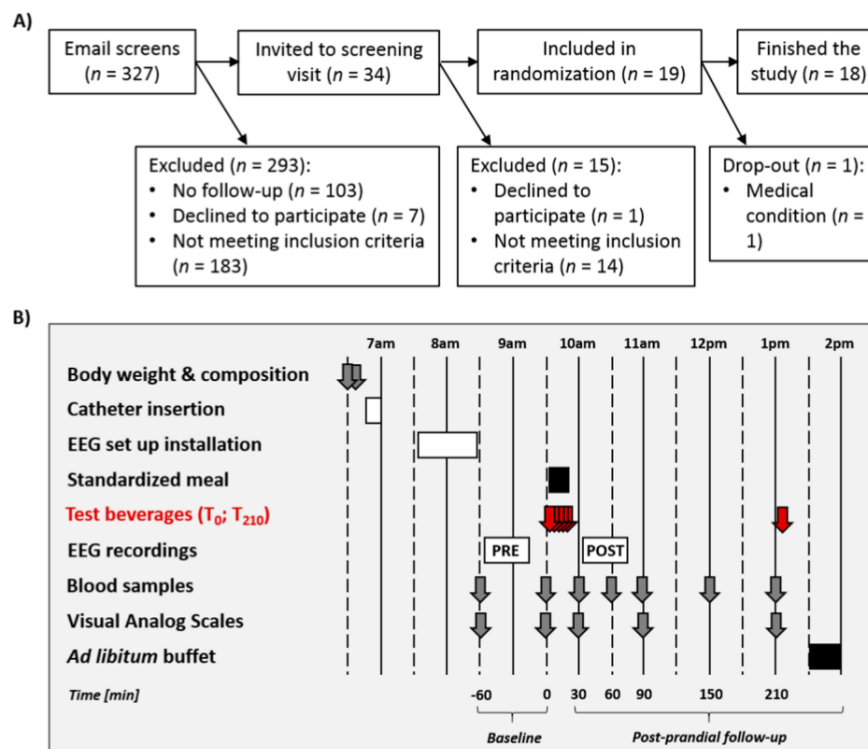 A)
Email screens
(n = 327)
Invited to screening
visit (n = 34)
Included in
randomization (n = 19)
Finished the
study (n = 18)
Excluded (n = 293):
• No follow-up (n = 103)
• Declined to participate (n = 7)
• Not meeting inclusion criteria
(n = 183)
Excluded (n = 15):
• Declined to
participate (n = 1)
• Not meeting inclusion
criteria (n = 14)
Drop-out (n = 1):
• Medical
condition (n =
1)
B)
7am 8am 9am 10am 11am 12pm 1pm 2pm
Body weight & composition
Catheter insertion
EEG set up installation
Standardized meal
Test beverages (T0; T210)
EEG recordings PRE POST
Blood samples
Visual Analog Scales
Ad libitum buffet
Time [min] -60 0 30 60 90 150 210
Baseline Post-prandial follow-up